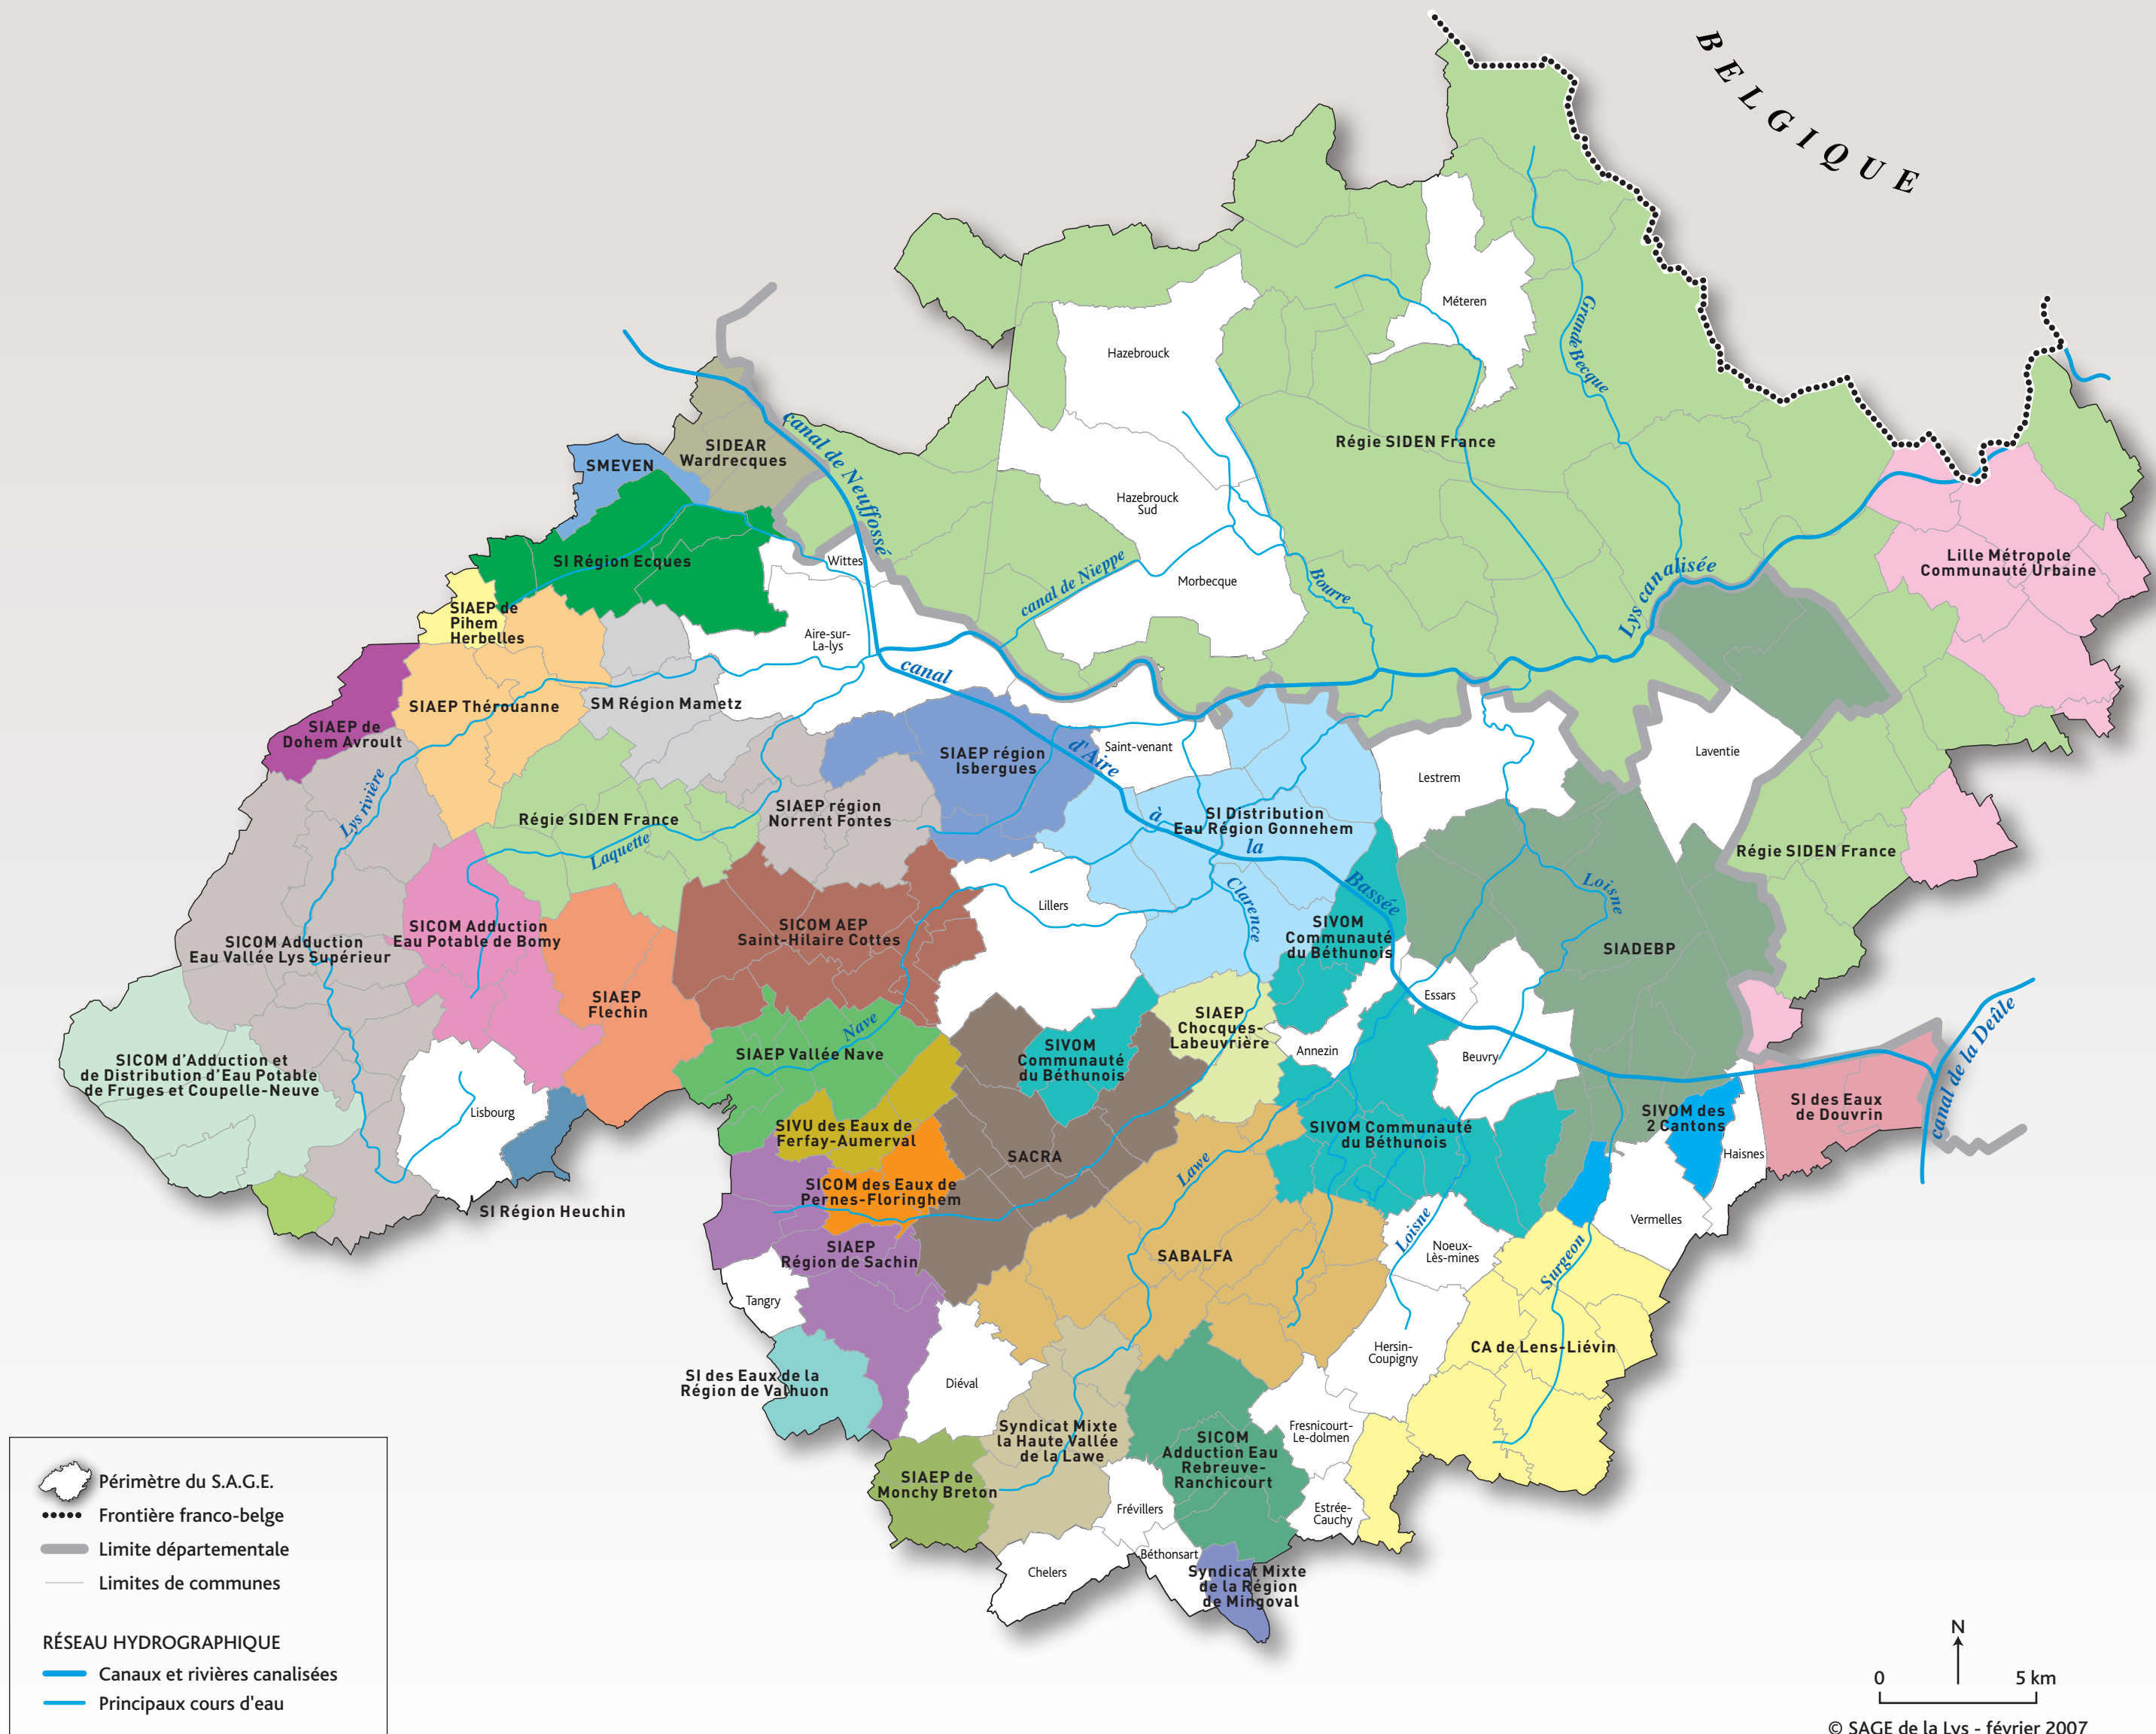 BELGIQUE
Méteren
Grande Becque
Hazebrouck
Régie SIDEN France
canal de Neuffossé
SIDEAR
Wardrecques
SMEVEN
Hazebrouck
Sud
SI Région Ecques
Wittes
Morbecque
canal de Nieppe
Bourre
Lys canalisée
Lille Métropole
Communauté Urbaine
SIAEP de
Pihem
Herbelles
Aire-sur-
La-lys
canal
d'Aire
à
la
Bassée
SIAEP Thérouanne
SM Région Mametz
SIAEP de
Dohem Avroult
SIAEP région
Isbergues
Saint-venant
Lestrem
Laventie
Lys rivière
Régie SIDEN France
Laquette
SIAEP région
Norrent Fontes
SI Distribution
Eau Région Gonnehem
Régie SIDEN France
Clarence
Loisne
Lillers
SICOM Adduction
Eau Vallée Lys Supérieur
SICOM Adduction
Eau Potable de Bomy
SICOM AEP
Saint-Hilaire Cottes
SIVOM
Communauté
du Béthunois
SIADEBP
SIAEP
Flechin
Essars
SIAEP
Chocques-
Labeuvrière
Nave
SIAEP Vallée Nave
SIVOM
Communauté
du Béthunois
Annezin
Beuvry
canal de la Deûle
SICOM d'Adduction et
de Distribution d'Eau Potable
de Fruges et Coupelle-Neuve
Lisbourg
SIVU des Eaux de
Ferfay-Aumerval
SIVOM Communauté
du Béthunois
SIVOM des
2 Cantons
SI des Eaux
de Douvrin
Haisnes
SACRA
Lawe
SICOM des Eaux de
Pernes-Floringhem
SI Région Heuchin
Vermelles
SIAEP
Région de Sachin
SABALFA
Loisne
Noeux-
Lès-mines
Surgeon
Tangry
Hersin-
Coupigny
CA de Lens-Liévin
SI des Eaux de la
Région de Valhuon
Diéval
Syndicat Mixte
la Haute Vallée
de la Lawe
SICOM
Adduction Eau
Rebreuve-
Ranchicourt
Fresnicourt-
Le-dolmen
SIAEP de
Monchy Breton
Frévillers
Estrée-
Cauchy
Béthonsart
Chelers
Syndicat Mixte
de la Région
de Mingoval
Périmètre du S.A.G.E.
Frontière franco-belge
Limite départementale
Limites de communes
RÉSEAU HYDROGRAPHIQUE
Canaux et rivières canalisées
Principaux cours d'eau
N
0 5 km
© SAGE de la Lys - février 2007